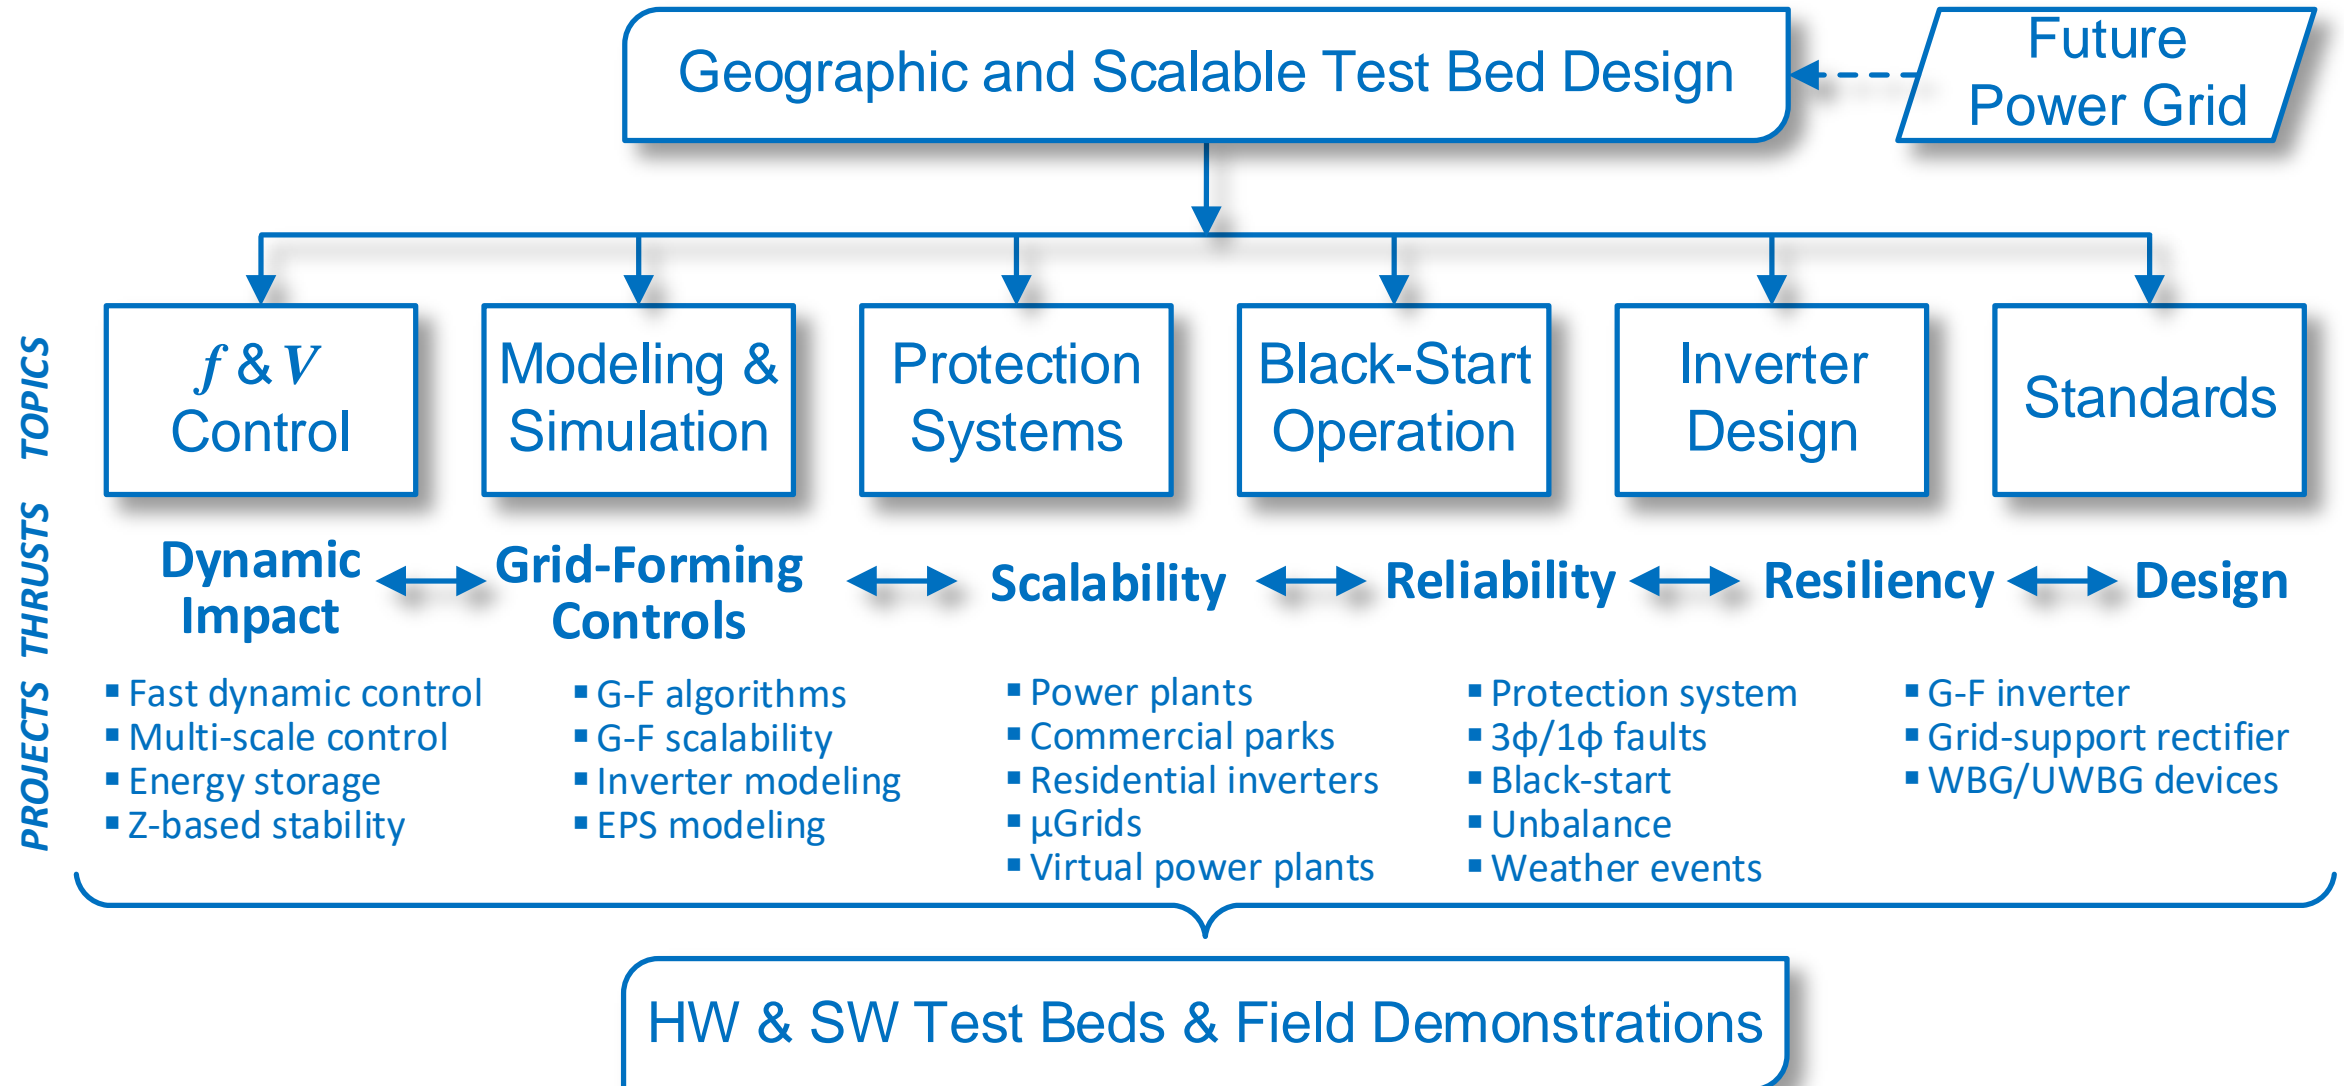 Geographic and Scalable Test Bed Design
Future
Power Grid
TOPICS
f & V
Control
Modeling &
Simulation
Protection
Systems
Black-Start
Operation
Inverter
Design
Standards
THRUSTS
Dynamic
Impact
Grid-Forming
Controls
Scalability
Reliability
Resiliency
Design
PROJECTS
▪ Fast dynamic control
▪ Multi-scale control
▪ Energy storage
▪ Z-based stability
▪ G-F algorithms
▪ G-F scalability
▪ Inverter modeling
▪ EPS modeling
▪ Power plants
▪ Commercial parks
▪ Residential inverters
▪ µGrids
▪ Virtual power plants
▪ Protection system
▪ 3ϕ/1ϕ faults
▪ Black-start
▪ Unbalance
▪ Weather events
▪ G-F inverter
▪ Grid-support rectifier
▪ WBG/UWBG devices
HW & SW Test Beds & Field Demonstrations